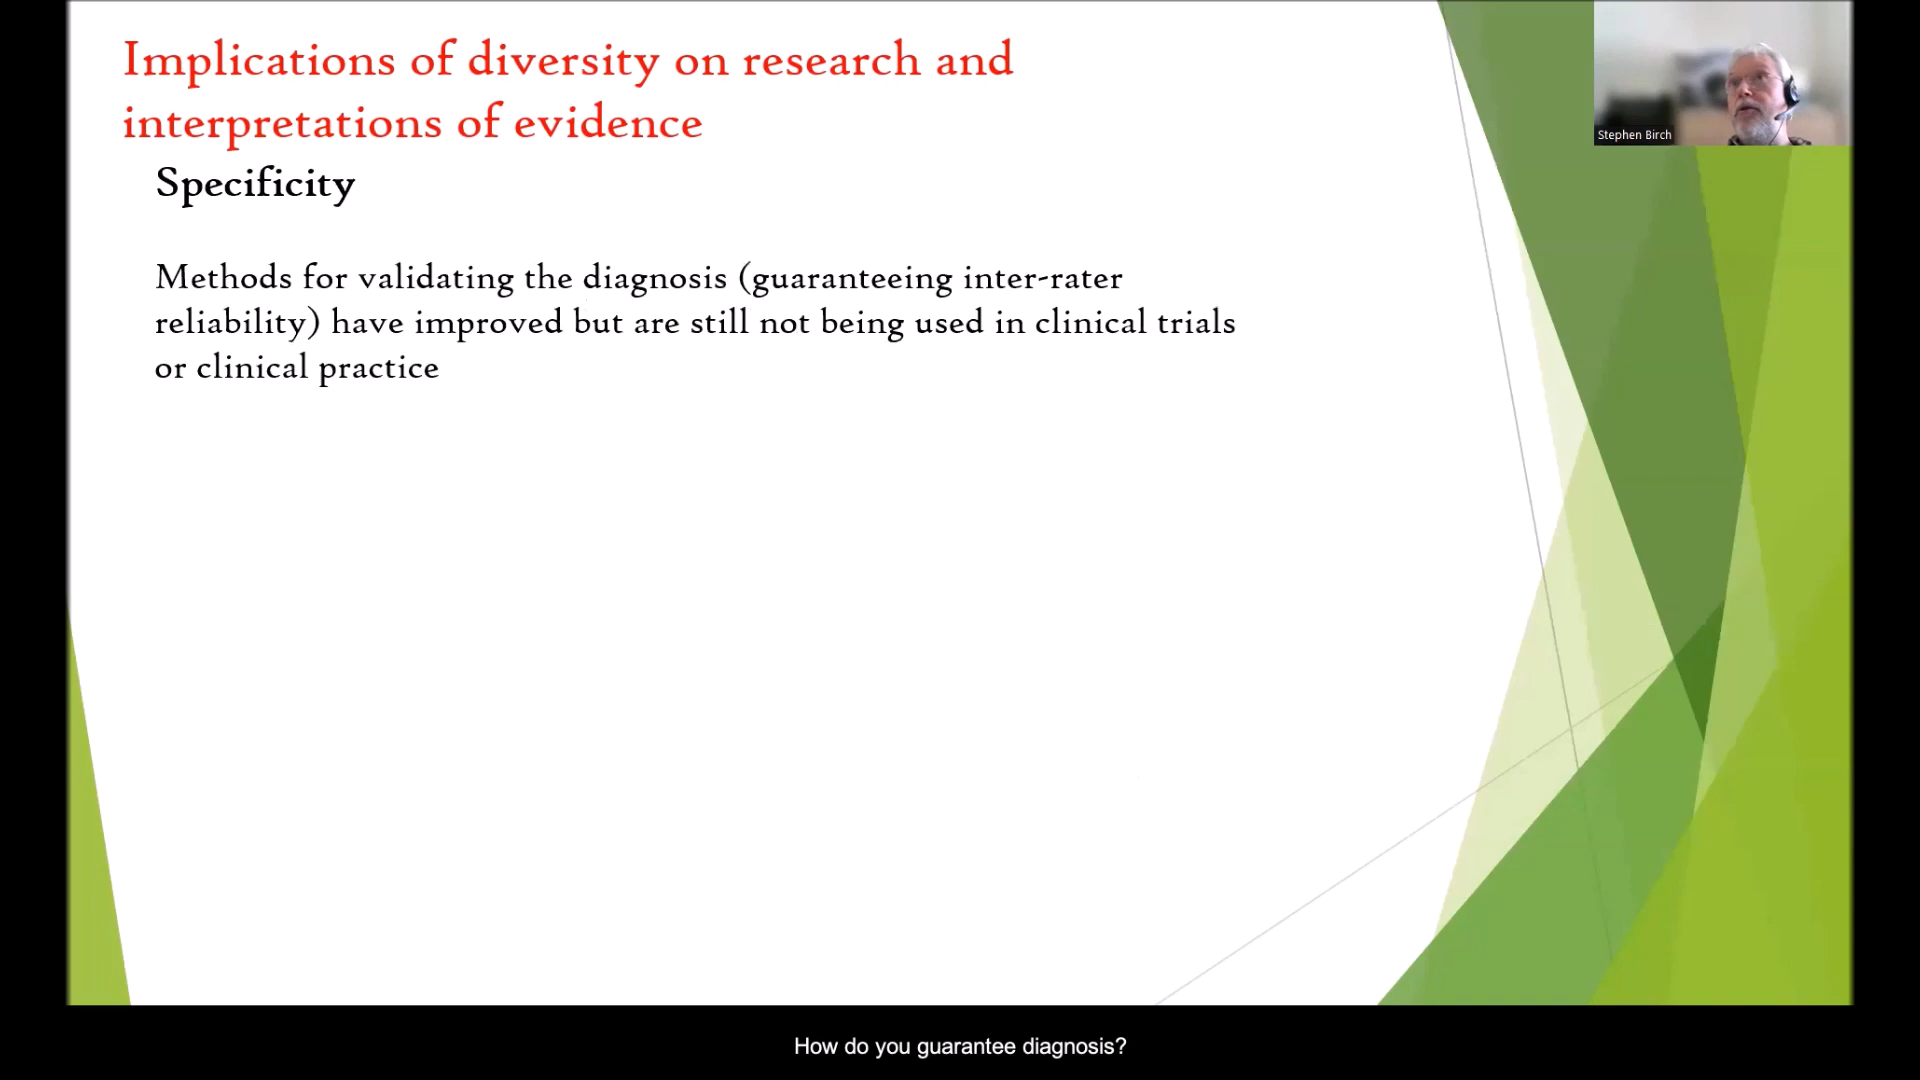 Implications of diversity on research and
interpretations of evidence
Specificity
Methods for validating the diagnosis (guaranteeing inter-rater
reliability) have improved but are still not being used in clinical trials
or clinical practice
Stephen Birch
How do you guarantee diagnosis?